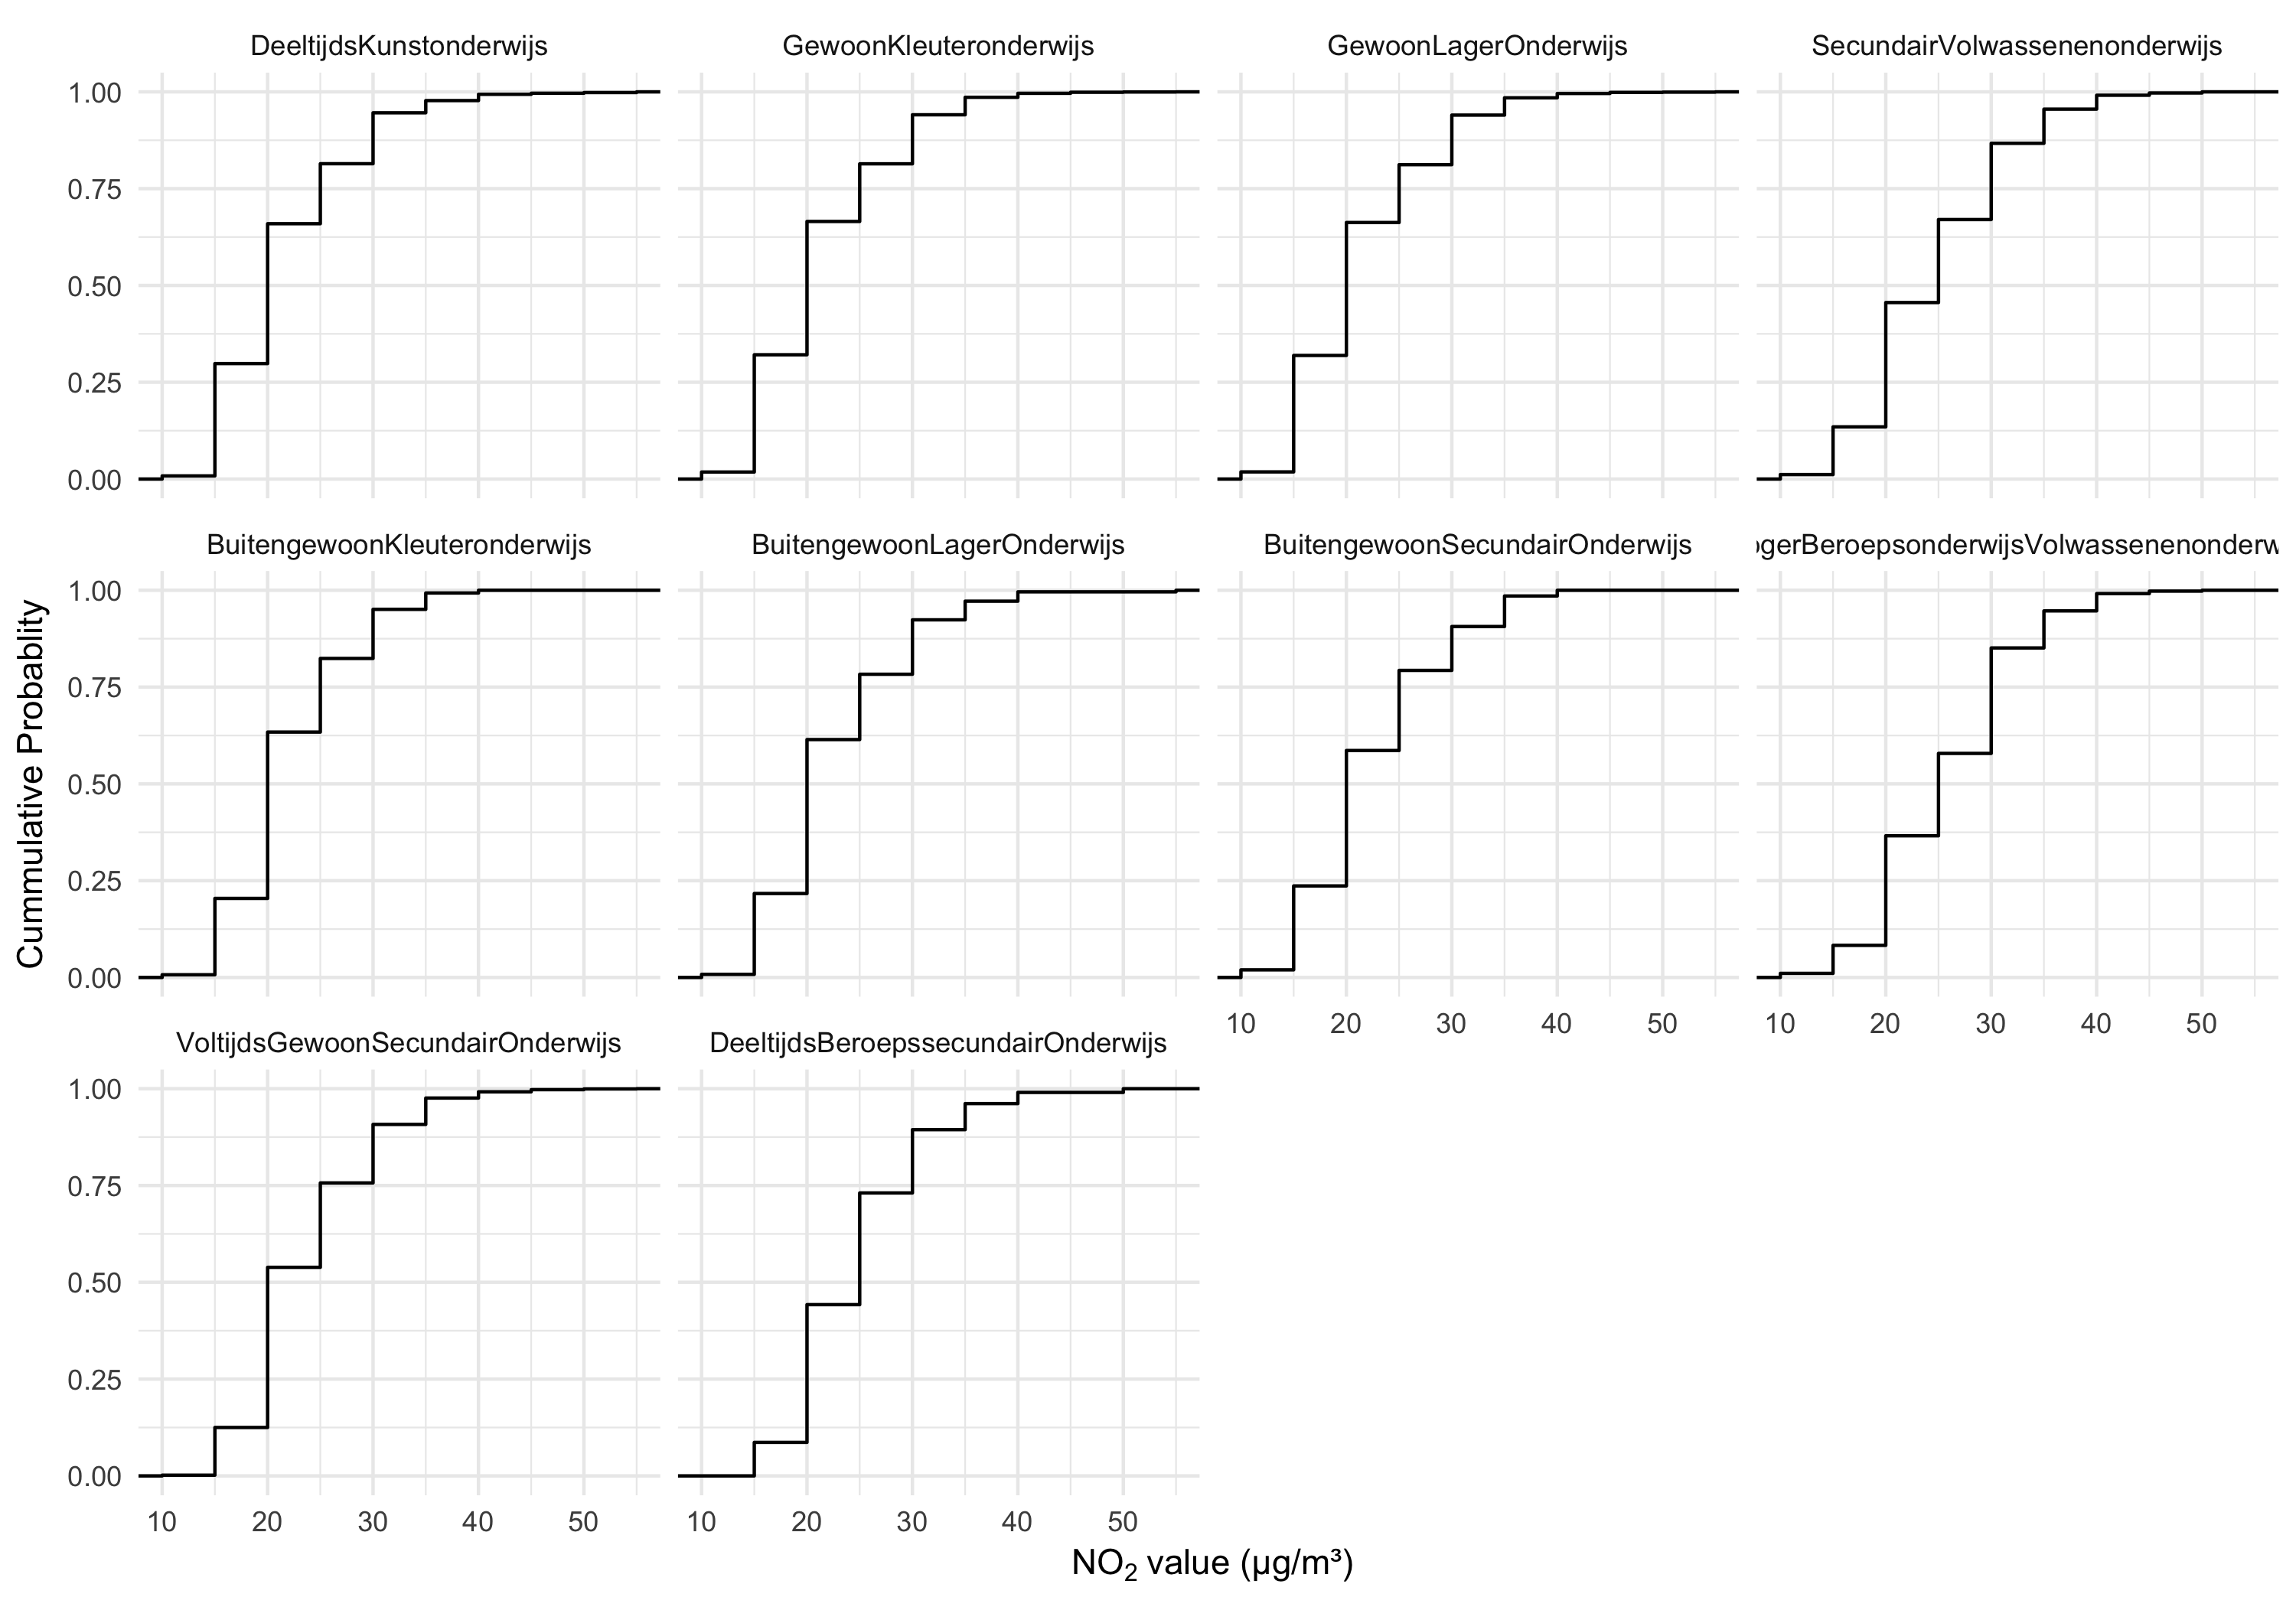 DeeltijdsKunstonderwijs GewoonKleuteronderwijs GewoonLagerOnderwijs SecundairVolwassenenonderwijs
1.00
0.75
0.50
0.25
0.00
BuitengewoonKleuteronderwijs BuitengewoonLagerOnderwijs BuitengewoonSecundairOnderwijs ogerBeroepsonderwijsVolwassenenonderw
1.00
0.75
0.50
0.25
0.00
10 20 30 40 50 10 20 30 40 50
VoltijdsGewoonSecundairOnderwijs DeeltijdsBeroepssecundairOnderwijs
1.00
0.75
0.50
0.25
0.00
10 20 30 40 50 10 20 30 40 50
Cummulative Probablity
NO₂ value (µg/m³)